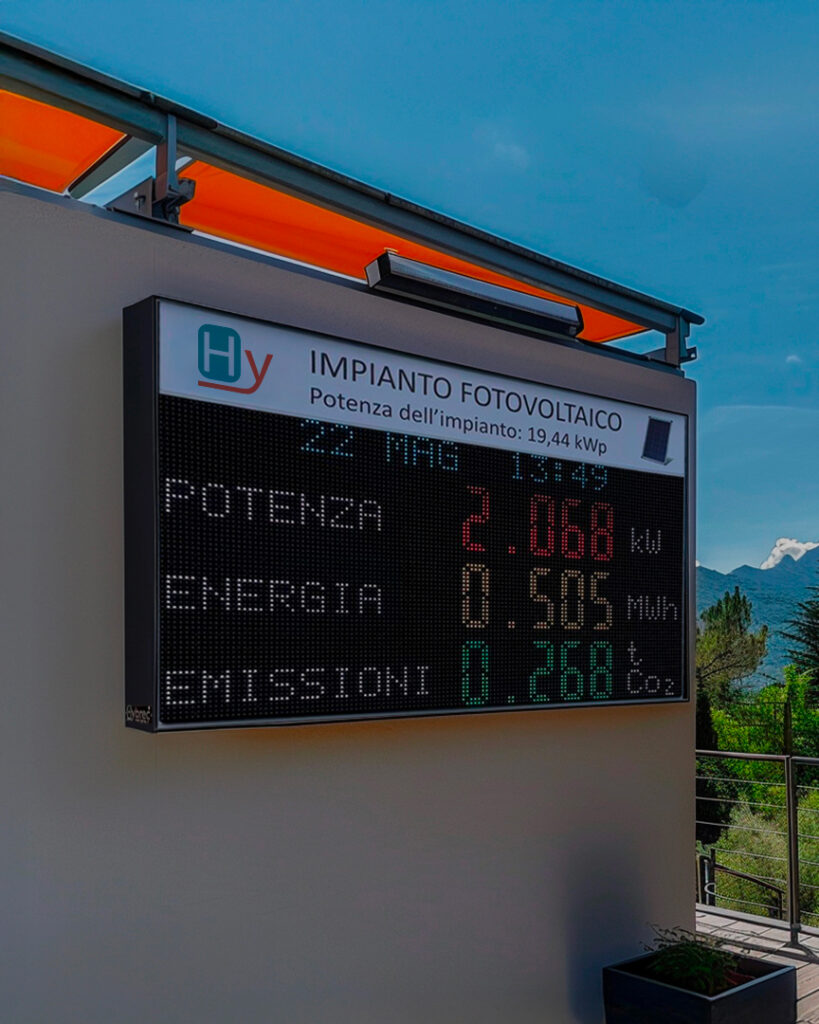 Hy
IMPIANTO FOTOVOLTAICO
Potenza dell'impianto: 19,44 kWp
22 MAG 13:49
POTENZA 2.068 kW
ENERGIA 0.505 MWh
EMISSIONI 0.268 t Co₂